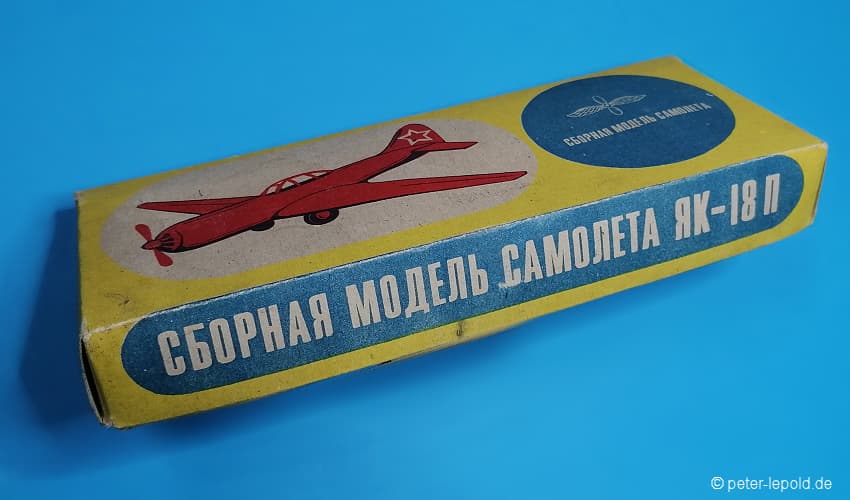 СБОРНАЯ МОДЕЛЬ САМОЛЕТА
СБОРНАЯ МОДЕЛЬ САМОЛЕТА ЯК-18 П
© peter-lepold.de